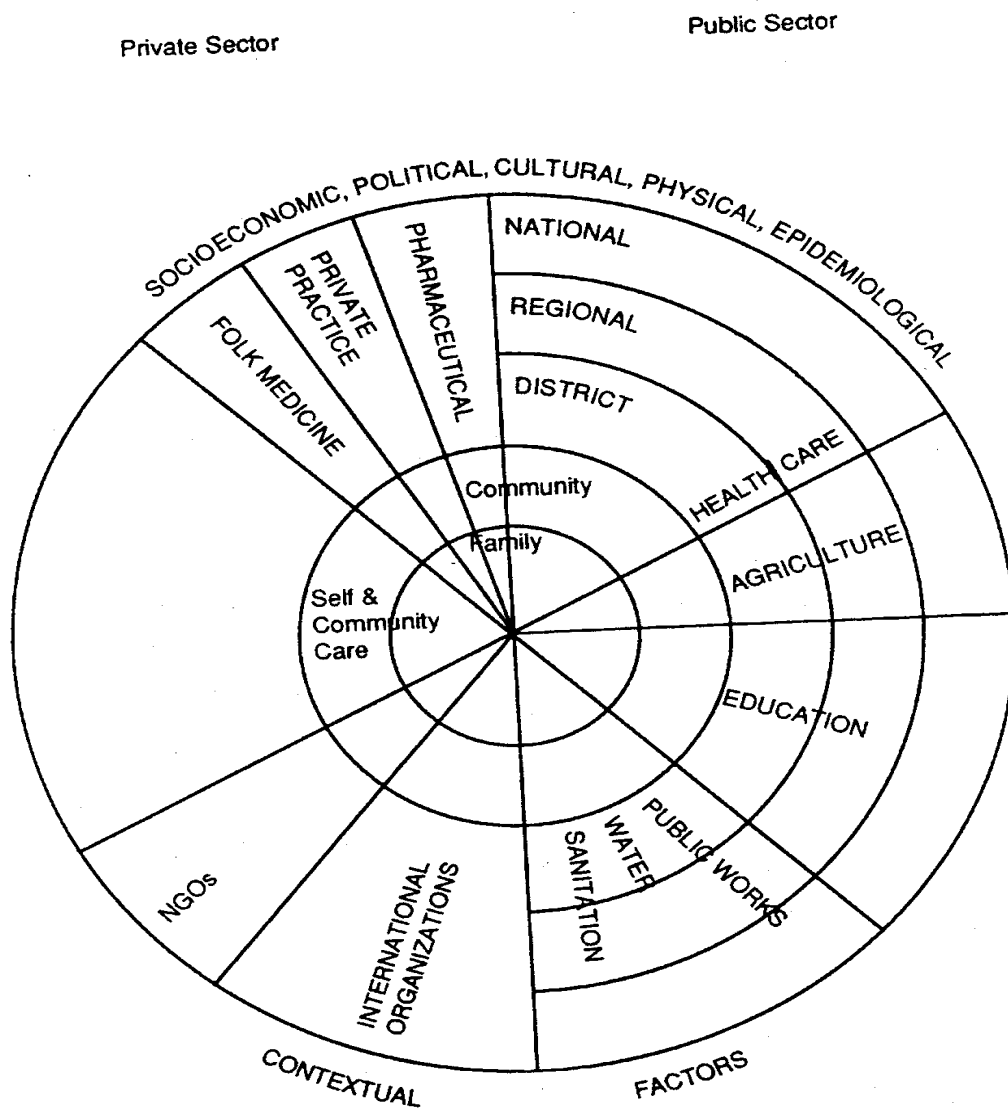 Private Sector
Public Sector
SOCIOECONOMIC, POLITICAL, CULTURAL, PHYSICAL, EPIDEMIOLOGICAL
FOLK MEDICINE
PRIVATE
PRACTICE
PHARMACEUTICAL
NATIONAL
REGIONAL
DISTRICT
HEALTH CARE
Community
Family
AGRICULTURE
Self &
Community
Care
EDUCATION
PUBLIC WORKS
WATER
SANITATION
NGOs
INTERNATIONAL
ORGANIZATIONS
CONTEXTUAL
FACTORS